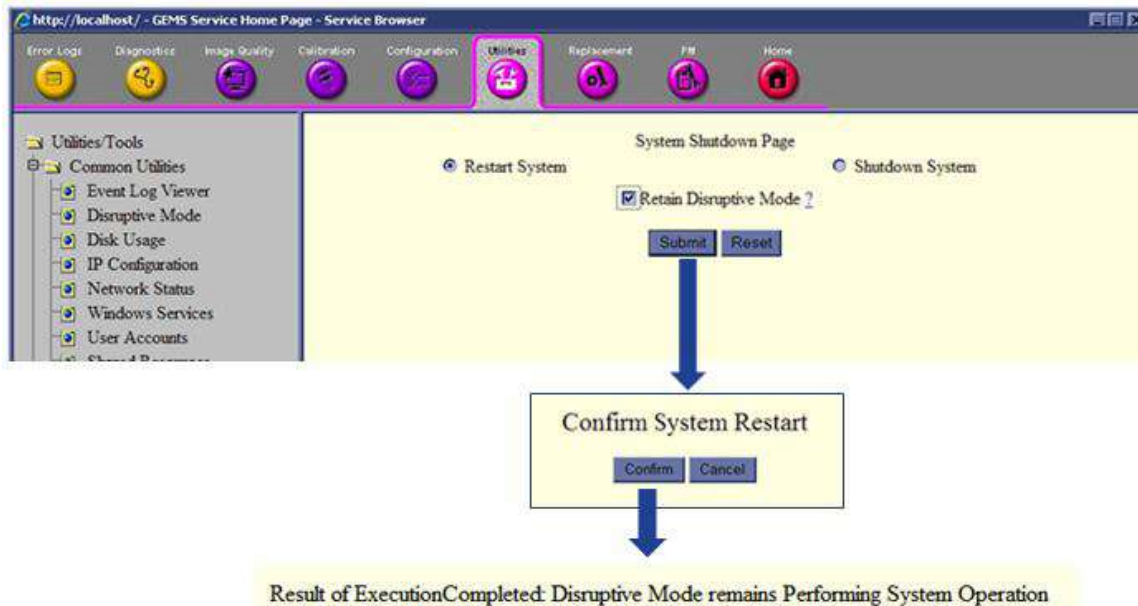 http://localhost/ - GEMS Service Home Page - Service Browser
Error Logs Diagnostics Image Quality Calibration Configuration Utilities Replacement PM Home
Utilities/Tools
Common Utilities
Event Log Viewer
Disruptive Mode
Disk Usage
IP Configuration
Network Status
Windows Services
User Accounts
System Shutdown Page
Restart System Shutdown System
Retain Disruptive Mode ?
Submit Reset
Confirm System Restart
Confirm Cancel
Result of ExecutionCompleted: Disruptive Mode remains Performing System Operation